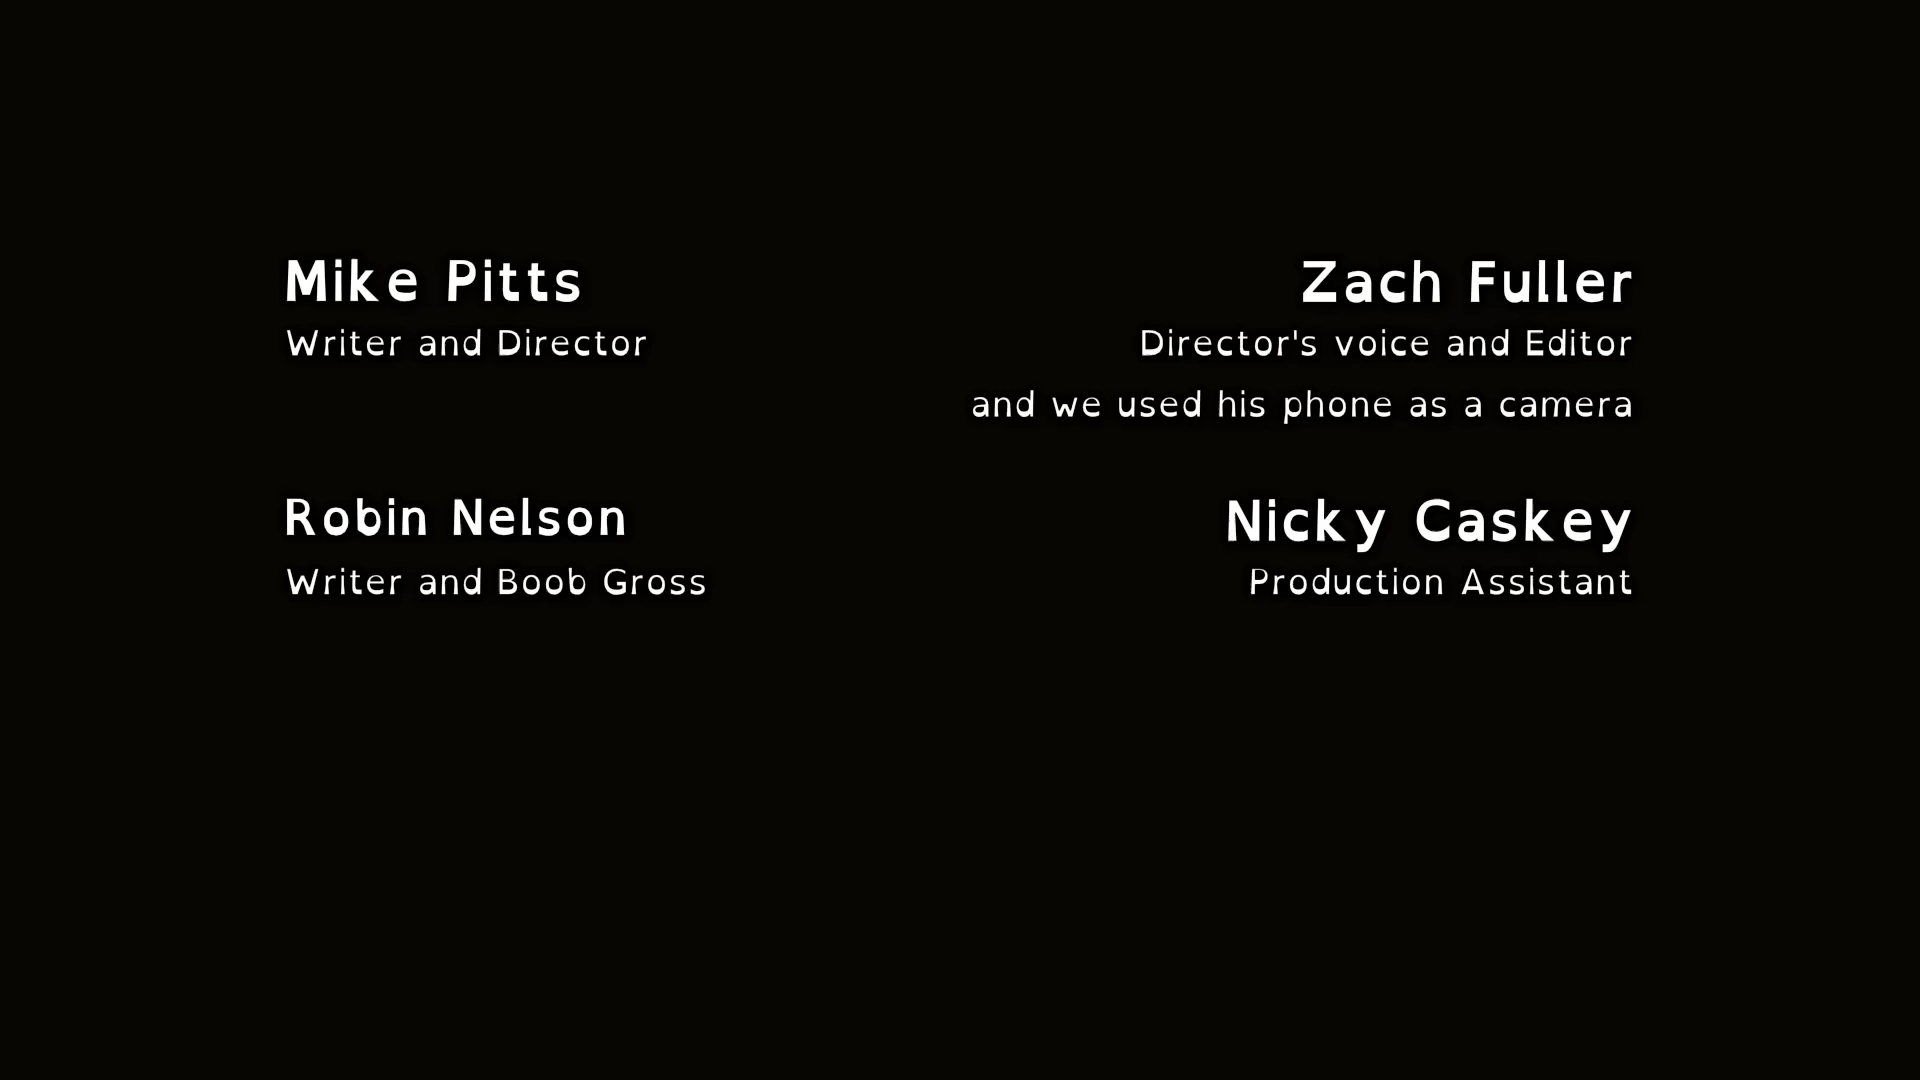 Mike Pitts
Writer and Director
Zach Fuller
Director's voice and Editor
and we used his phone as a camera
Robin Nelson
Writer and Boob Gross
Nicky Caskey
Production Assistant